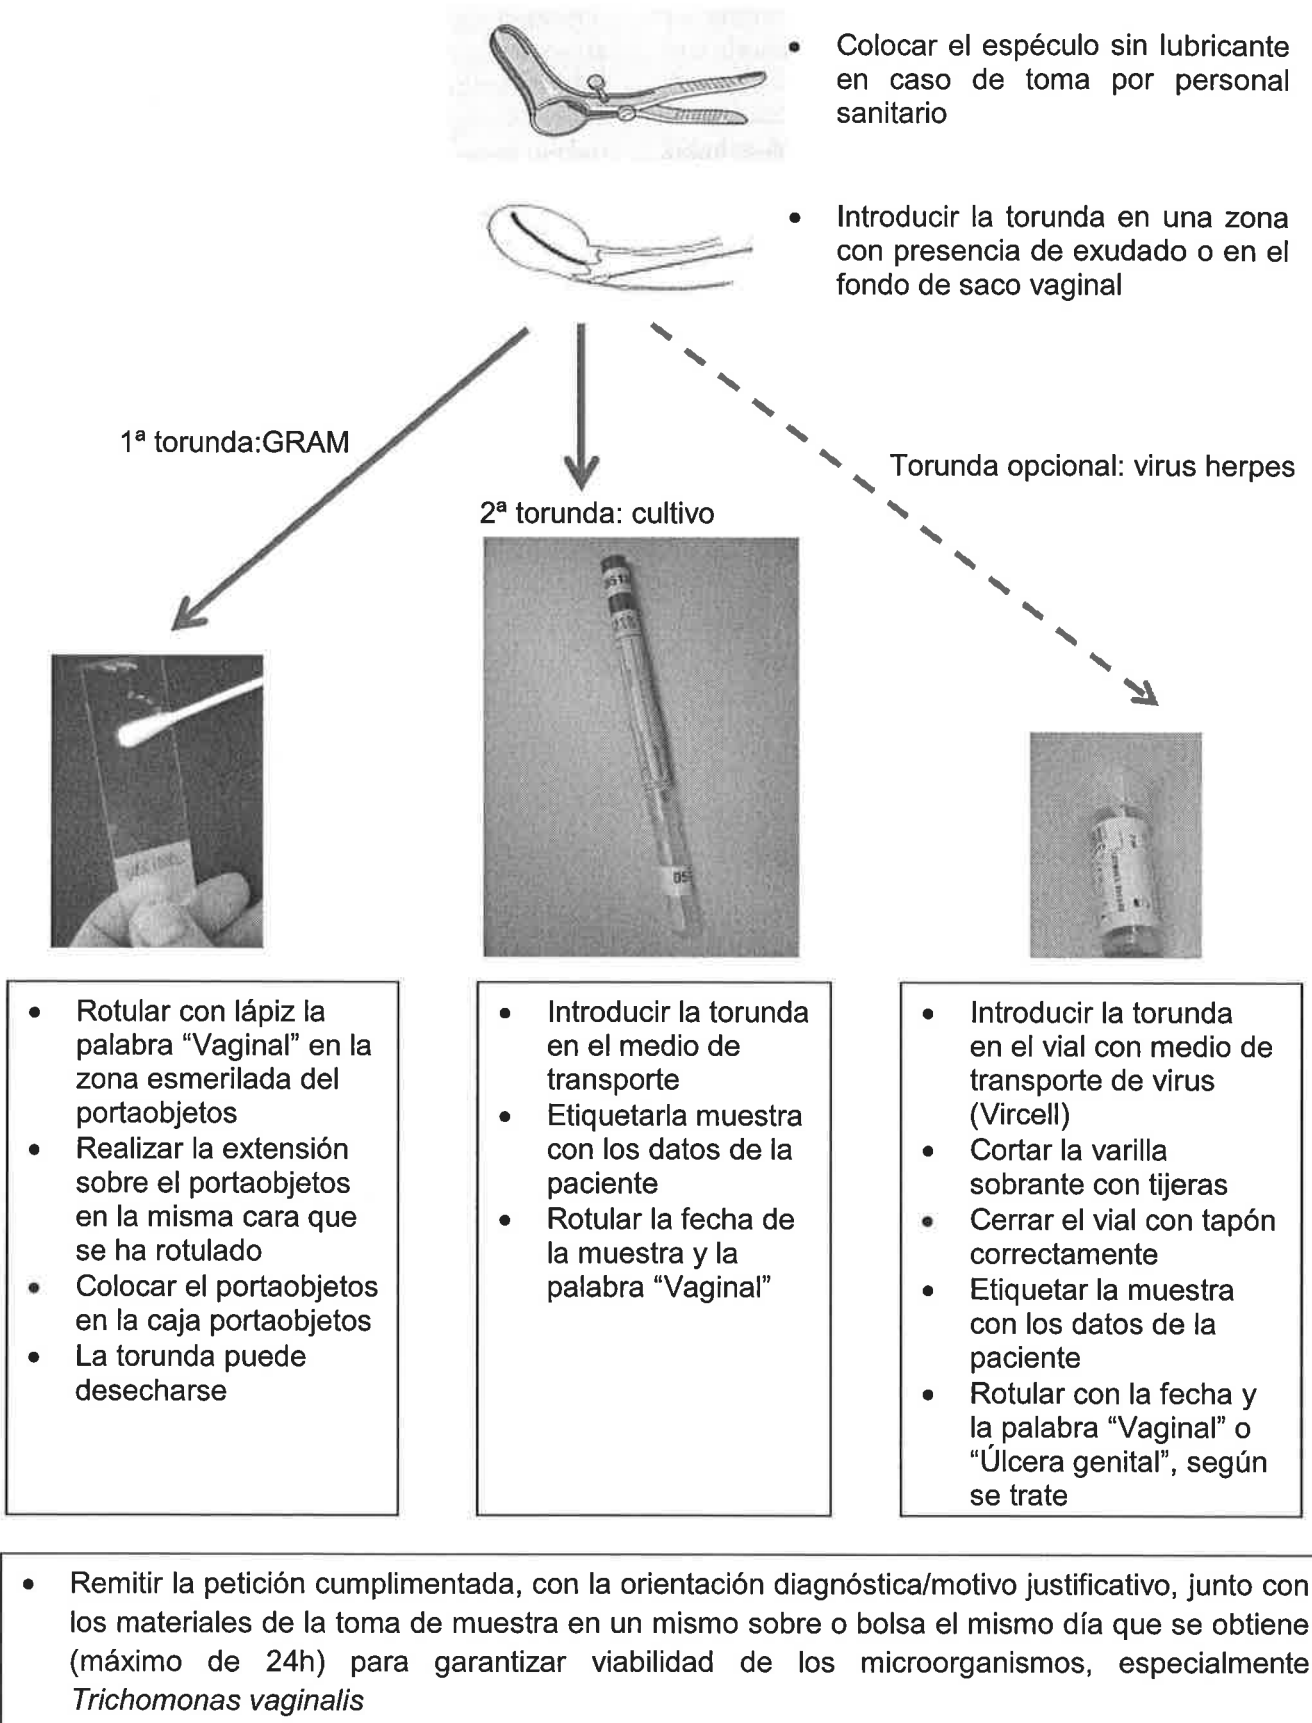 • Colocar el espéculo sin lubricante
en caso de toma por personal
sanitario
• Introducir la torunda en una zona
con presencia de exudado o en el
fondo de saco vaginal
1ª torunda:GRAM
Torunda opcional: virus herpes
2ª torunda: cultivo
• Rotular con lápiz la
palabra “Vaginal” en la
zona esmerilada del
portaobjetos
• Realizar la extensión
sobre el portaobjetos
en la misma cara que
se ha rotulado
• Colocar el portaobjetos
en la caja portaobjetos
• La torunda puede
desecharse
• Introducir la torunda
en el medio de
transporte
• Etiquetarla muestra
con los datos de la
paciente
• Rotular la fecha de
la muestra y la
palabra “Vaginal”
• Introducir la torunda
en el vial con medio de
transporte de virus
(Vircell)
• Cortar la varilla
sobrante con tijeras
• Cerrar el vial con tapón
correctamente
• Etiquetar la muestra
con los datos de la
paciente
• Rotular con la fecha y
la palabra “Vaginal” o
“Úlcera genital”, según
se trate
• Remitir la petición cumplimentada, con la orientación diagnóstica/motivo justificativo, junto con
los materiales de la toma de muestra en un mismo sobre o bolsa el mismo día que se obtiene
(máximo de 24h) para garantizar viabilidad de los microorganismos, especialmente
Trichomonas vaginalis